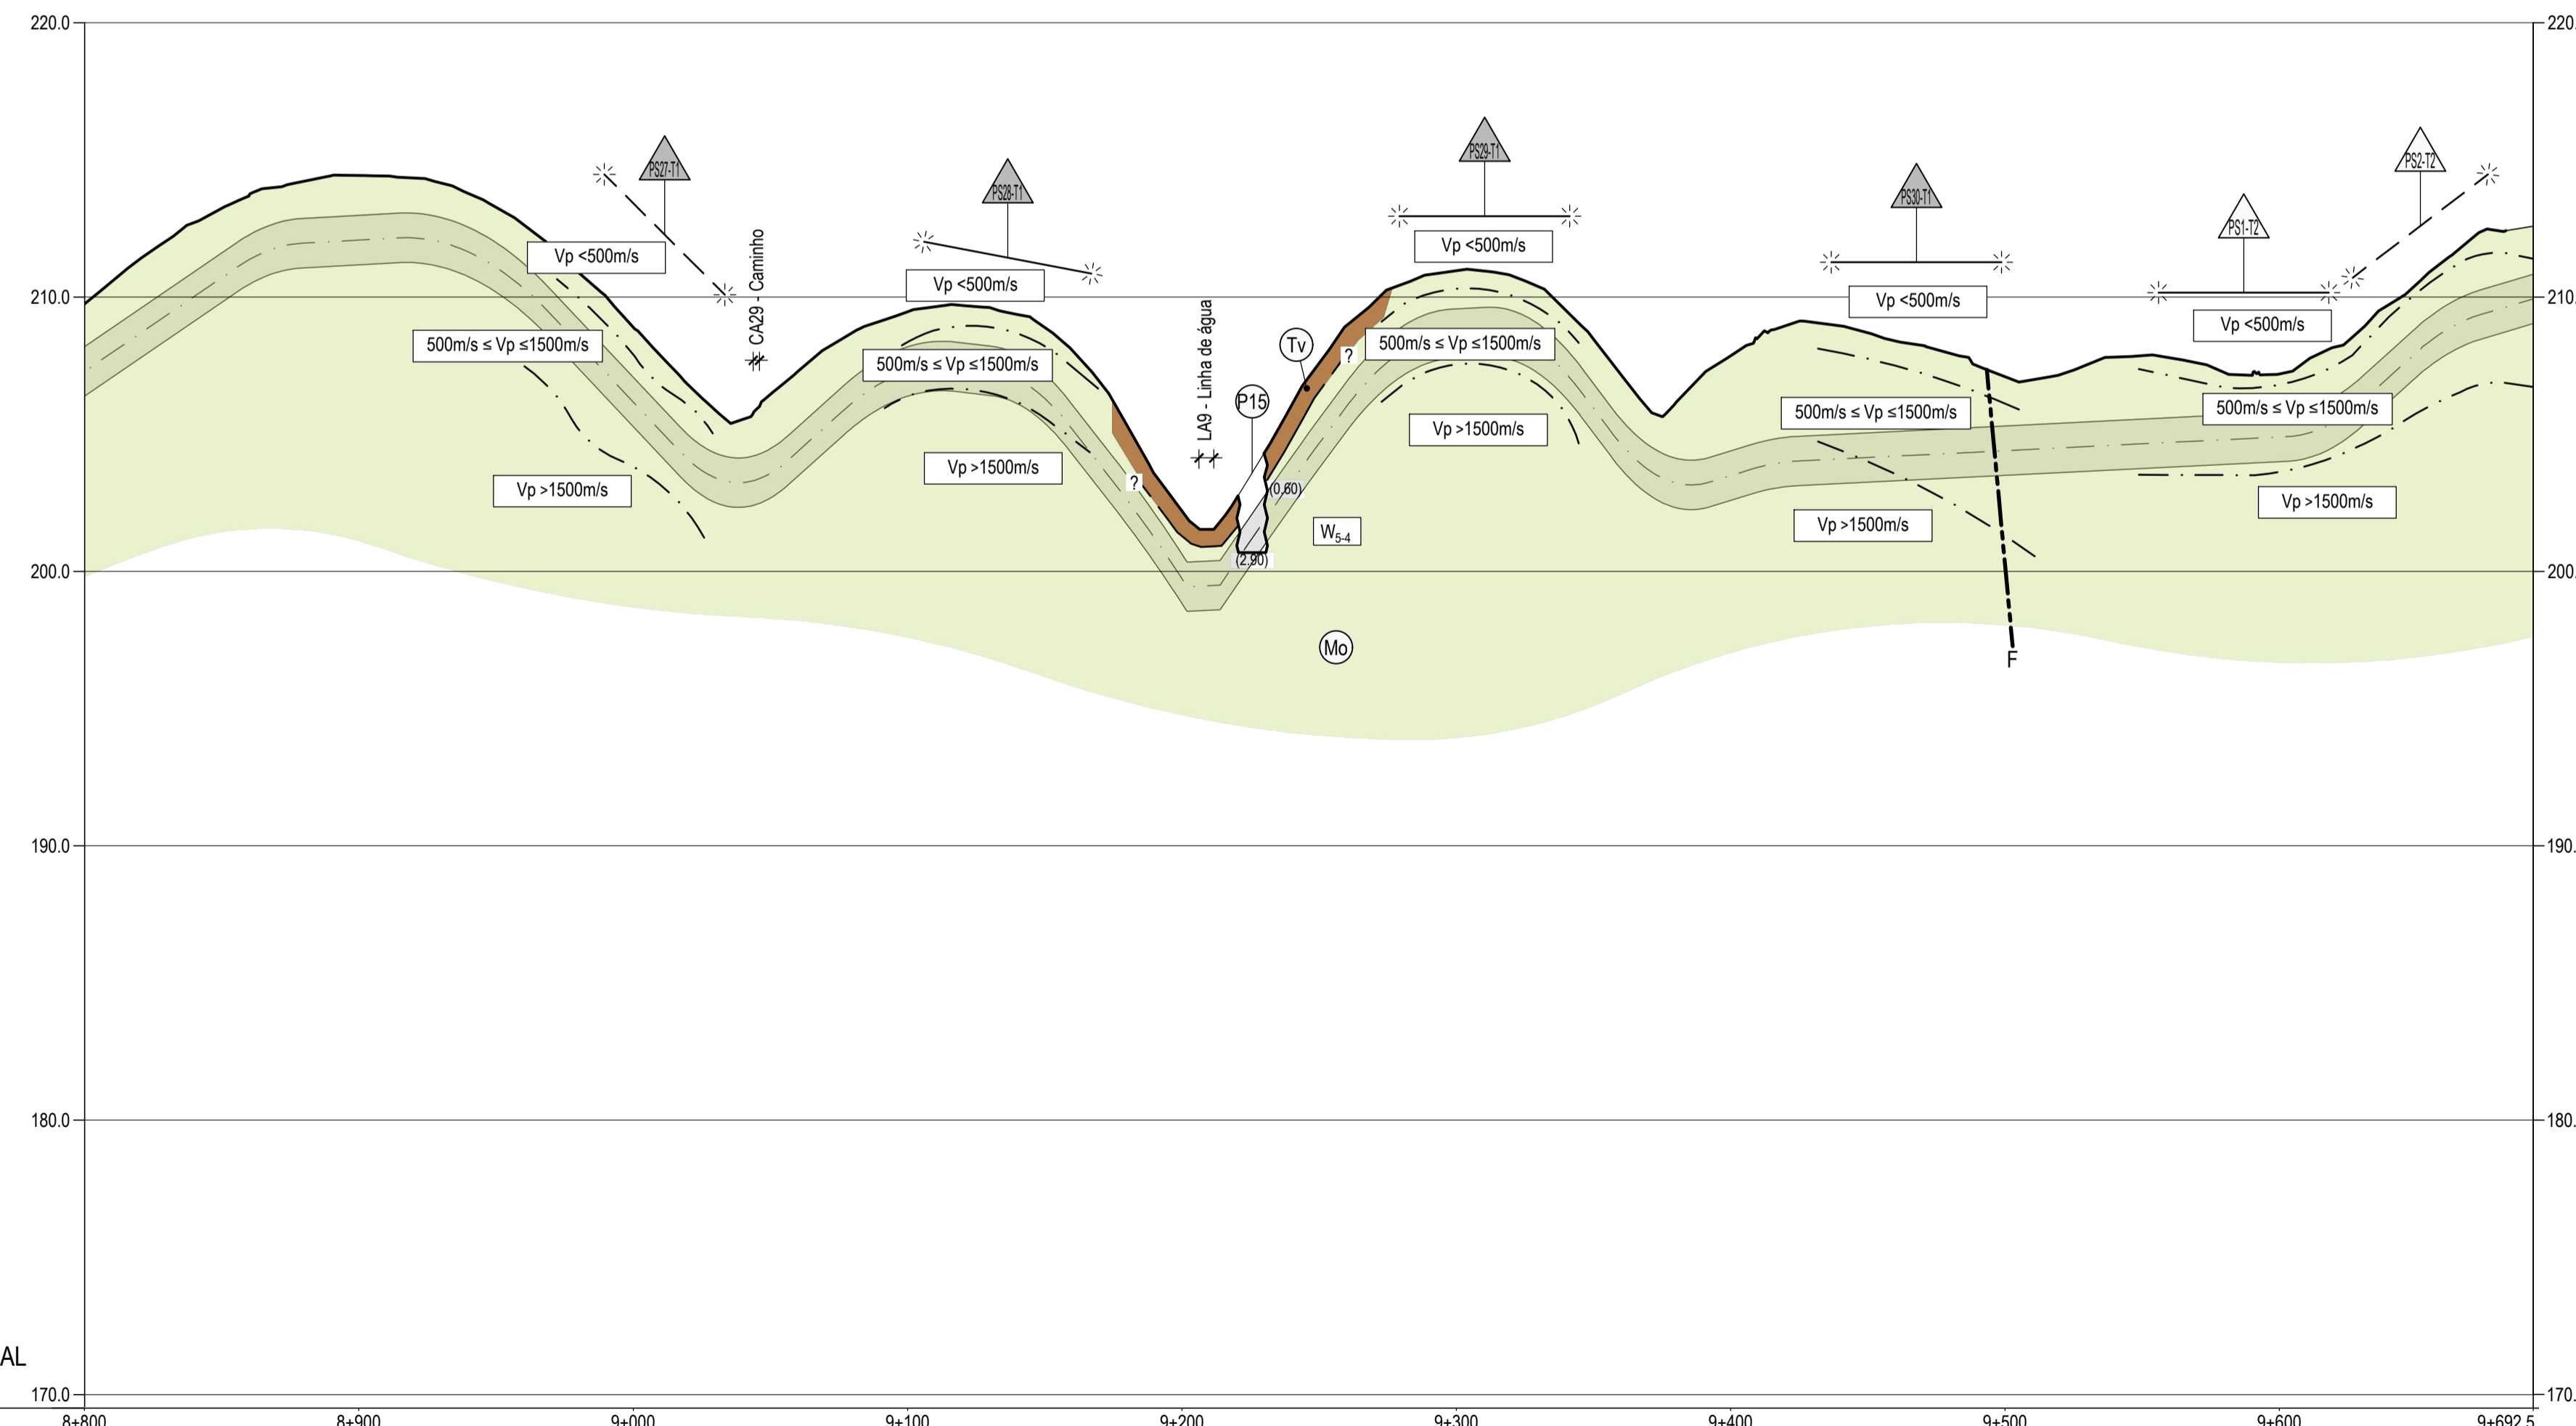 220.0
220.
PS29-T1
PS2-T2
PS27-T1
PS28-T1
PS30-T1
PS1-T2
Vp <500m/s
Vp <500m/s
CA29 - Caminho
Vp <500m/s
210.0
210.
Vp <500m/s
Vp <500m/s
LA9 - Linha de água
500m/s ≤ Vp ≤1500m/s
Tv
?
500m/s ≤ Vp ≤1500m/s
500m/s ≤ Vp ≤1500m/s
P15
500m/s ≤ Vp ≤1500m/s
500m/s ≤ Vp ≤1500m/s
Vp >1500m/s
Vp >1500m/s
?
(0.60)
Vp >1500m/s
Vp >1500m/s
Vp >1500m/s
W5-4
(2.90)
200.0
200.
Mo
F
190.0
190.
180.0
180.
AL
170.0
170.
8+800
8+900
9+000
9+100
9+200
9+300
9+400
9+500
9+600
9+692.5